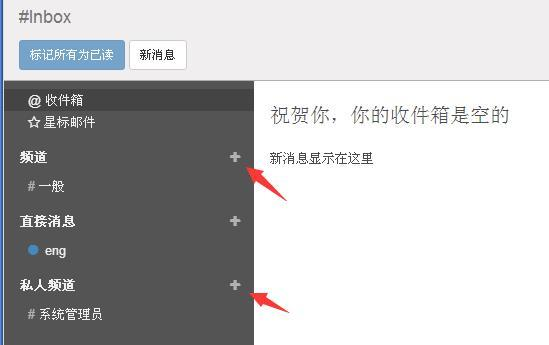 #Inbox
标记所有为已读 新消息
@ 收件箱
星标邮件
频道 +
# 一般
直接消息 +
eng
私人频道 +
# 系统管理员
祝贺你，你的收件箱是空的
新消息显示在这里